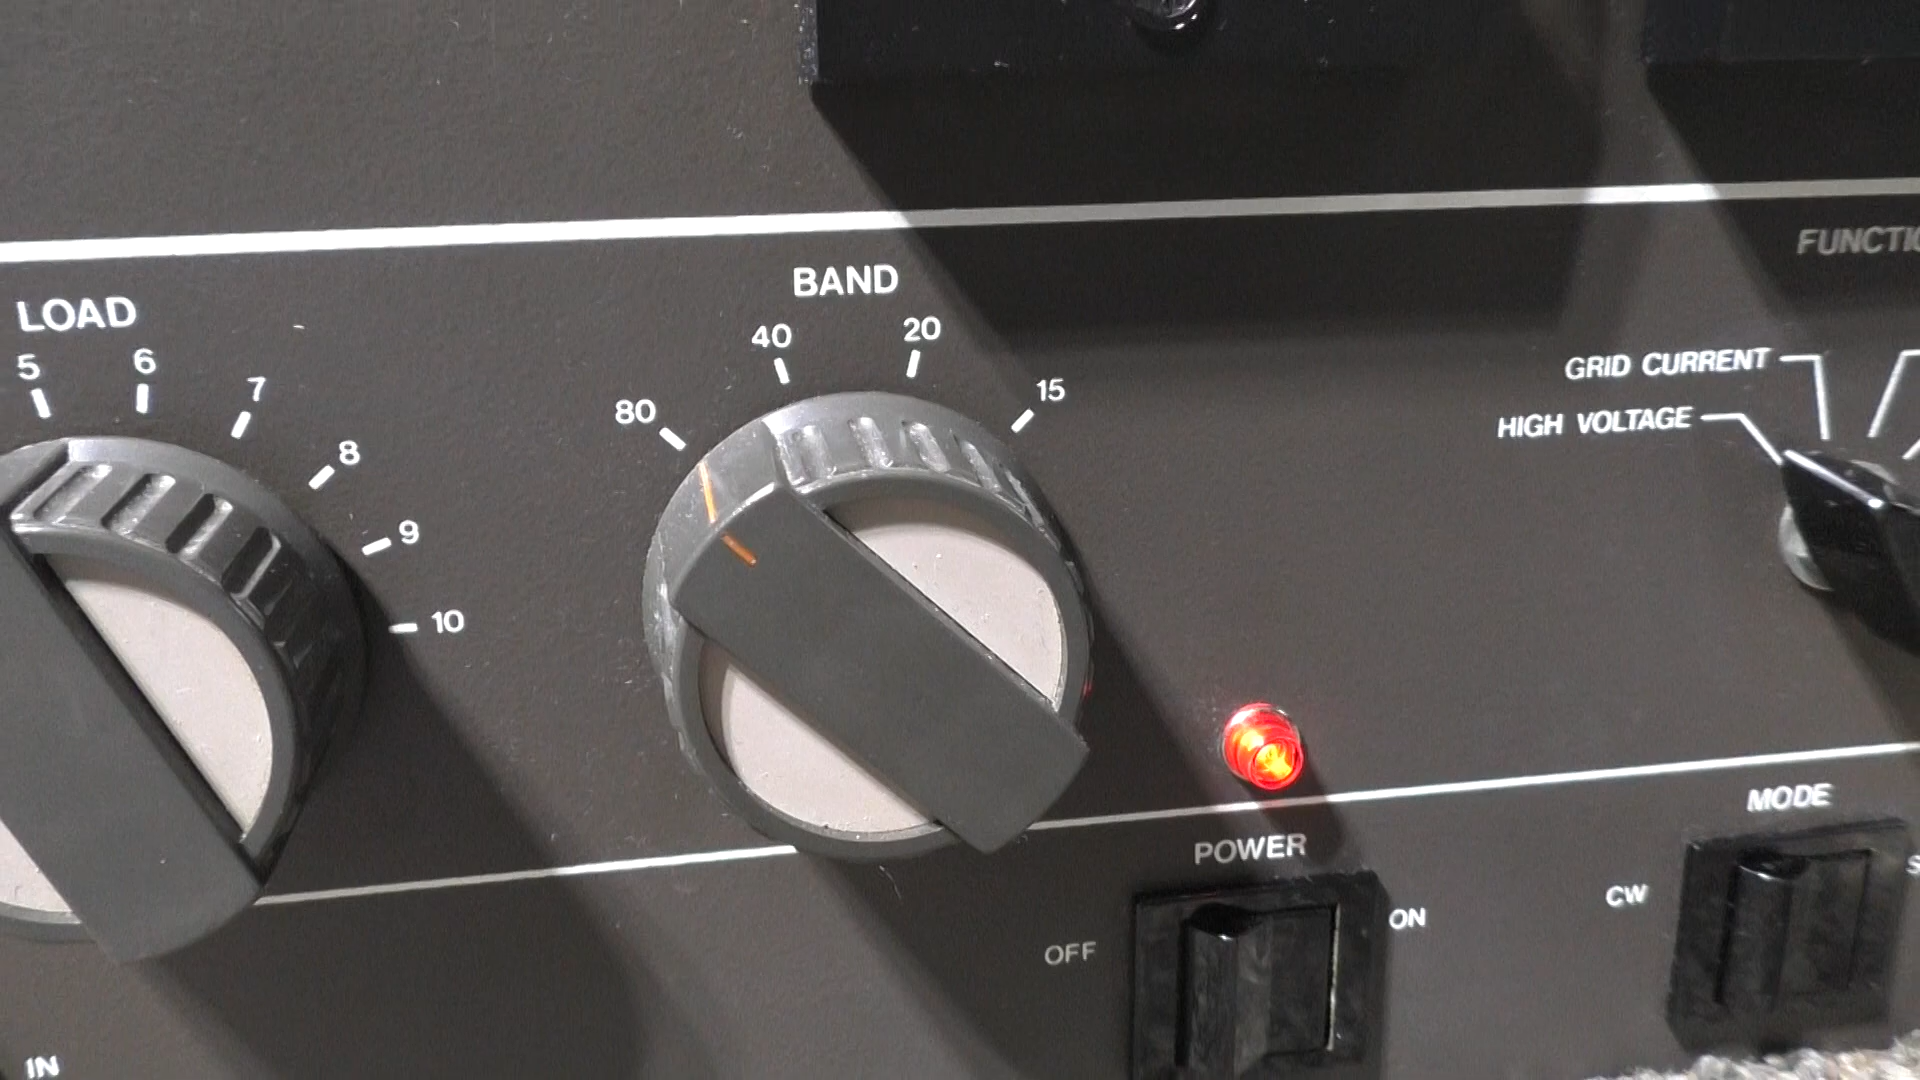 FUNCTIO
BAND
LOAD
40 20
5 6 7 8 9 10
80 15
GRID CURRENT
HIGH VOLTAGE
MODE
POWER
CW
OFF ON
IN